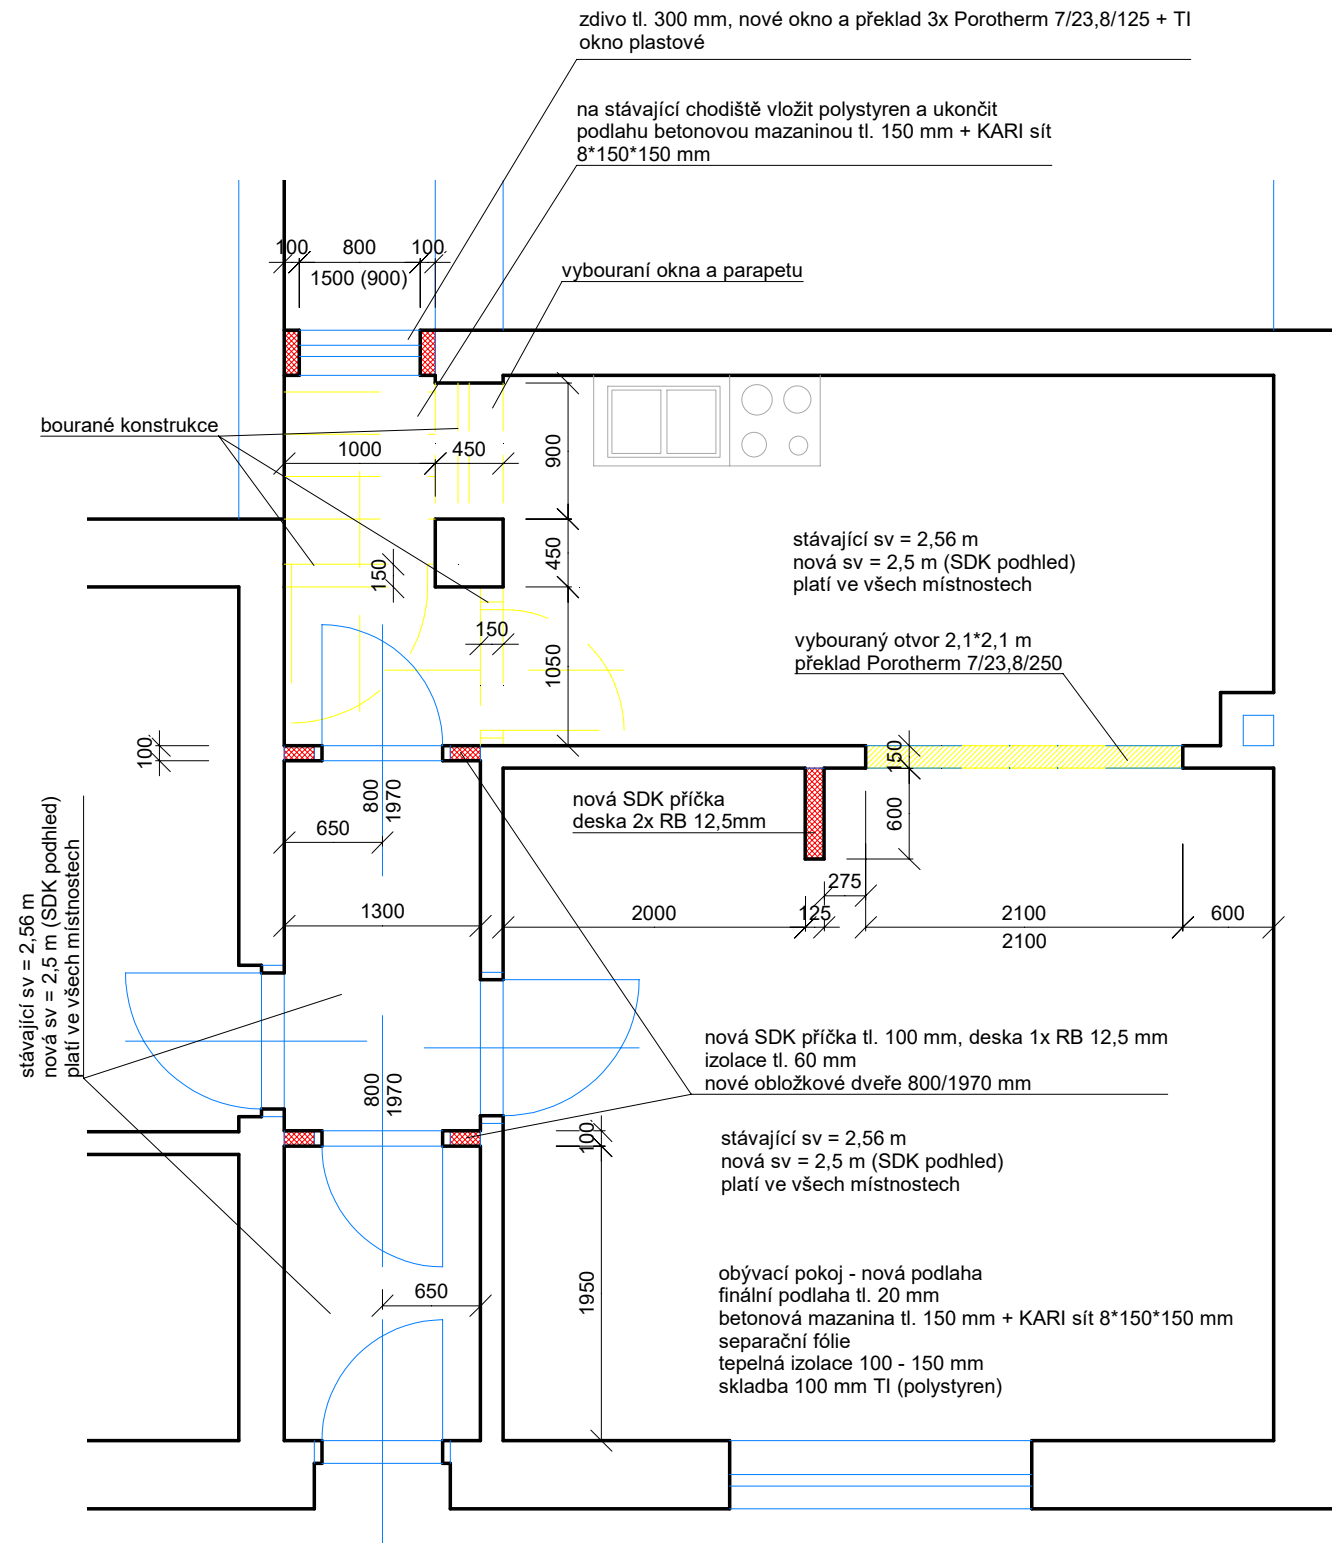 zdivo tl. 300 mm, nové okno a překlad 3x Porotherm 7/23,8/125 + TI
okno plastové
na stávající chodiště vložit polystyren a ukončit
podlahu betonovou mazaninou tl. 150 mm + KARI sít
8*150*150 mm
100
800
100
1500 (900)
vybouraní okna a parapetu
bourané konstrukce
1000
450
900
450
150
150
1050
stávající sv = 2,56 m
nová sv = 2,5 m (SDK podhled)
platí ve všech místnostech
vybouraný otvor 2,1*2,1 m
překlad Porotherm 7/23,8/250
100
150
800
1970
650
nová SDK příčka
deska 2x RB 12,5mm
600
275
1300
2000
125
2100
600
2100
stávající sv = 2,56 m
nová sv = 2,5 m (SDK podhled)
platí ve všech místnostech
800
1970
nová SDK příčka tl. 100 mm, deska 1x RB 12,5 mm
izolace tl. 60 mm
nové obložkové dveře 800/1970 mm
100
stávající sv = 2,56 m
nová sv = 2,5 m (SDK podhled)
platí ve všech místnostech
650
1950
obývací pokoj - nová podlaha
finální podlaha tl. 20 mm
betonová mazanina tl. 150 mm + KARI sít 8*150*150 mm
separační fólie
tepelná izolace 100 - 150 mm
skladba 100 mm TI (polystyren)